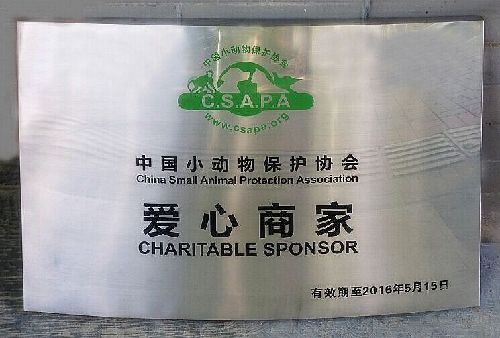 中国小动物保护协会
C.S.A.P.A
www.csapa.org
中国小动物保护协会
China Small Animal Protection Association
爱心商家
CHARITABLE SPONSOR
有效期至2016年5月15日